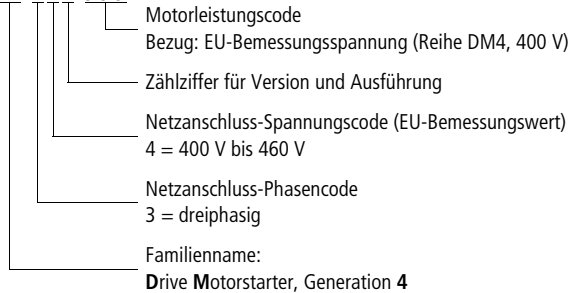 Motorleistungscode
Bezug: EU-Bemessungsspannung (Reihe DM4, 400 V)
Zählziffer für Version und Ausführung
Netzanschluss-Spannungscode (EU-Bemessungswert)
4 = 400 V bis 460 V
Netzanschluss-Phasencode
3 = dreiphasig
Familienname:
Drive Motorstarter, Generation 4